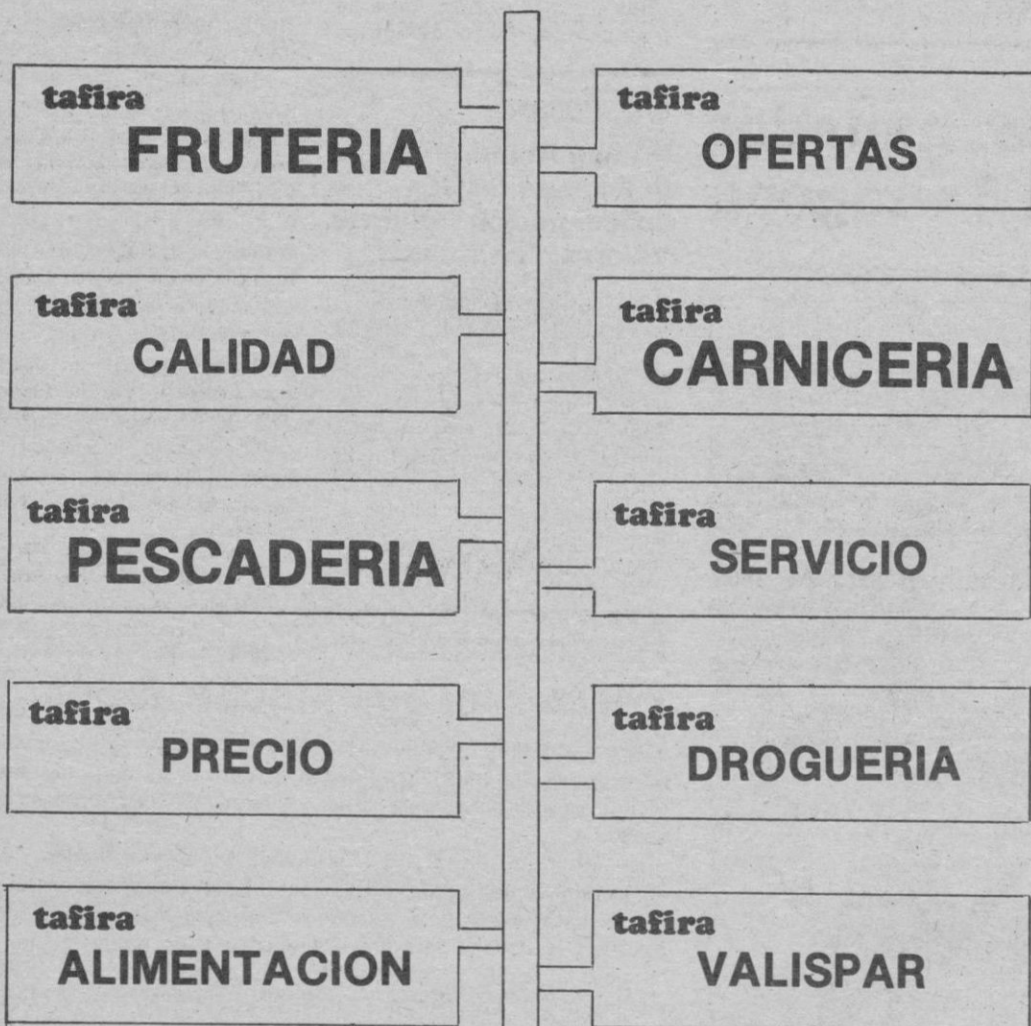 tafira
FRUTERIA
tafira
OFERTAS
tafira
CALIDAD
tafira
CARNICERIA
tafira
PESCADERIA
tafira
SERVICIO
tafira
PRECIO
tafira
DROGUERIA
tafira
ALIMENTACION
tafira
VALISPAR